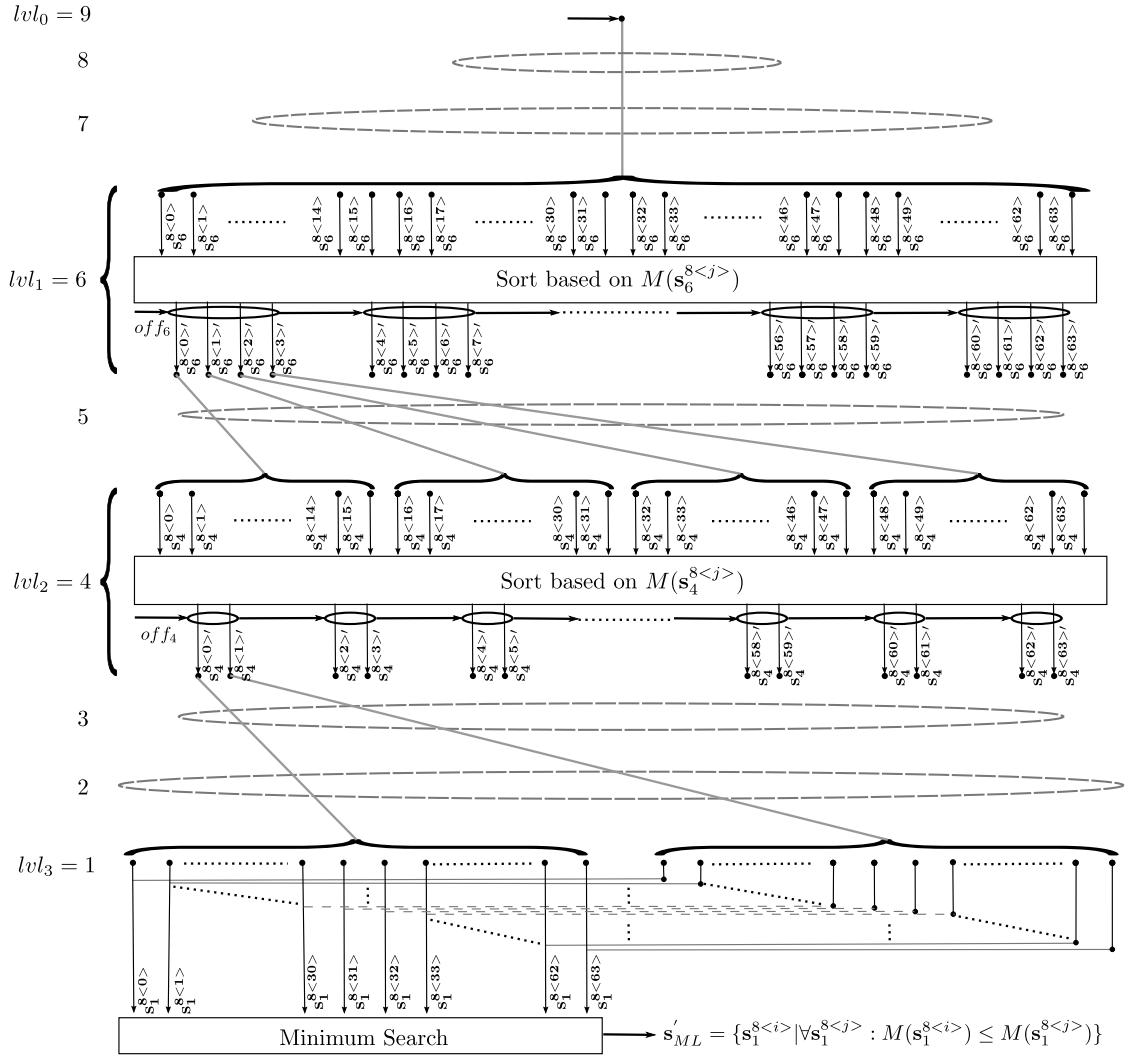 lvl₀ = 9
8
7
s₆^{8<0>} s₆^{8<1>} ......... s₆^{8<14>} s₆^{8<15>} s₆^{8<16>} s₆^{8<17>} ......... s₆^{8<30>} s₆^{8<31>} s₆^{8<32>} s₆^{8<33>} ......... s₆^{8<46>} s₆^{8<47>} s₆^{8<48>} s₆^{8<49>} ......... s₆^{8<62>} s₆^{8<63>}
lvl₁ = 6
Sort based on M(s₆^{8<j>})
off₆
s₆^{8<0>'} s₆^{8<1>'} s₆^{8<2>'} s₆^{8<3>'} s₆^{8<4>'} s₆^{8<5>'} s₆^{8<6>'} s₆^{8<7>'} ......... s₆^{8<56>'} s₆^{8<57>'} s₆^{8<58>'} s₆^{8<59>'} s₆^{8<60>'} s₆^{8<61>'} s₆^{8<62>'} s₆^{8<63>'}
5
s₄^{8<0>} s₄^{8<1>} ......... s₄^{8<14>} s₄^{8<15>} s₄^{8<16>} s₄^{8<17>} ......... s₄^{8<30>} s₄^{8<31>} s₄^{8<32>} s₄^{8<33>} ......... s₄^{8<46>} s₄^{8<47>} s₄^{8<48>} s₄^{8<49>} ......... s₄^{8<62>} s₄^{8<63>}
lvl₂ = 4
Sort based on M(s₄^{8<j>})
off₄
s₄^{8<0>'} s₄^{8<1>'} s₄^{8<2>'} s₄^{8<3>'} s₄^{8<4>'} s₄^{8<5>'} ......... s₄^{8<58>'} s₄^{8<59>'} s₄^{8<60>'} s₄^{8<61>'} s₄^{8<62>'} s₄^{8<63>'}
3
2
lvl₃ = 1
s₁^{8<0>} s₁^{8<1>} s₁^{8<30>} s₁^{8<31>} s₁^{8<32>} s₁^{8<33>} s₁^{8<62>} s₁^{8<63>}
Minimum Search
s'_{ML} = {s₁^{8<i>}|∀s₁^{8<j>} : M(s₁^{8<i>}) ≤ M(s₁^{8<j>})}